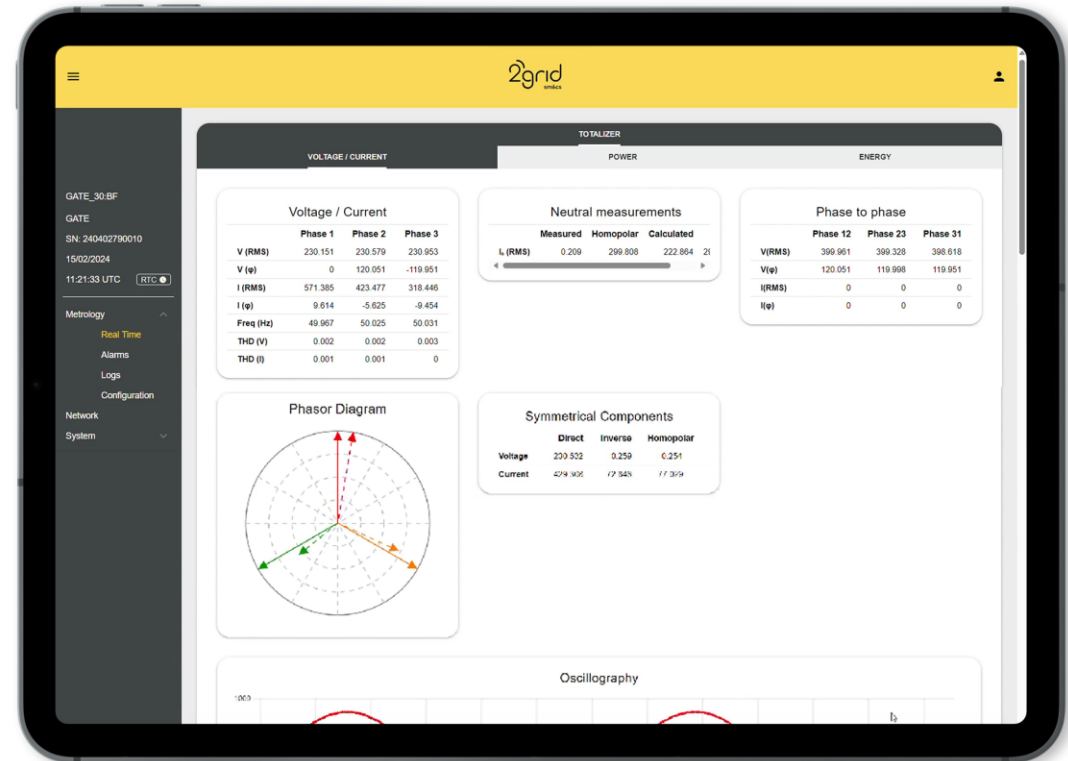 2grid
TOTALIZER
VOLTAGE / CURRENT POWER ENERGY
GATE_30:BF
GATE
SN: 240402790010
15/02/2024
11:21:33 UTC RTC
Metrology
Real Time
Alarms
Logs
Configuration
Network
System
Voltage / Current
Phase 1 Phase 2 Phase 3
V (RMS) 230.151 230.579 230.953
V (φ) 0 120.051 -119.951
I (RMS) 571.385 423.477 318.446
I (φ) 9.614 -5.625 -9.454
Freq (Hz) 49.967 50.025 50.031
THD (V) 0.002 0.002 0.003
THD (I) 0.001 0.001 0
Neutral measurements
Measured Homopolar Calculated
(RMS) 0.209 299.808 222.864
Phase to phase
Phase 12 Phase 23 Phase 31
V(RMS) 399.961 399.328 398.618
V(φ) 120.051 119.998 119.951
I(RMS) 0 0 0
I(φ) 0 0 0
Phasor Diagram
Symmetrical Components
Direct Inverse Homopolar
Voltage 0.259 0.254
Current
Oscillography
1000